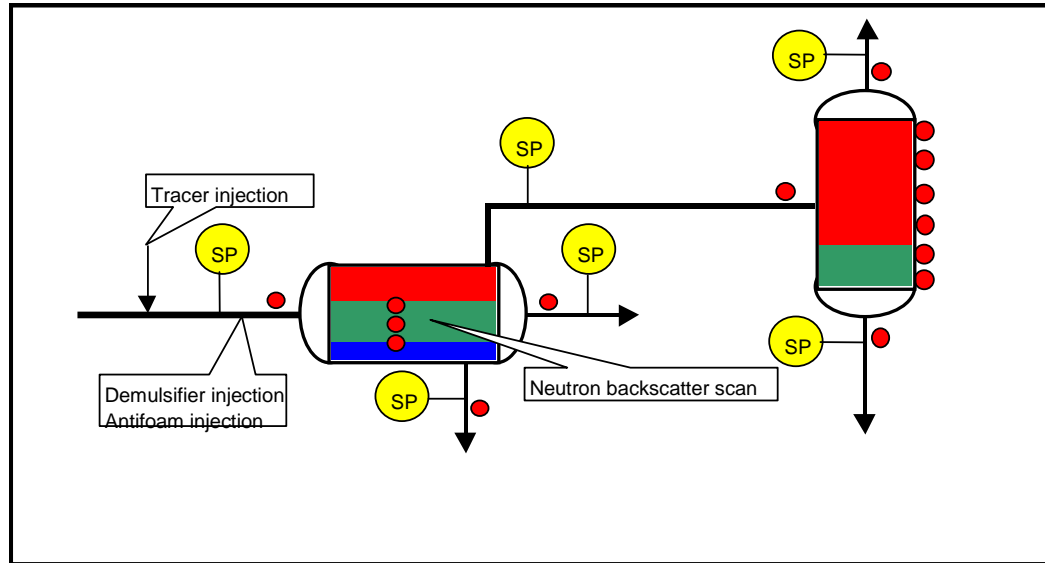 SP
SP
Tracer injection
SP
SP
SP
Demulsifier injection
Antifoam injection
SP
Neutron backscatter scan